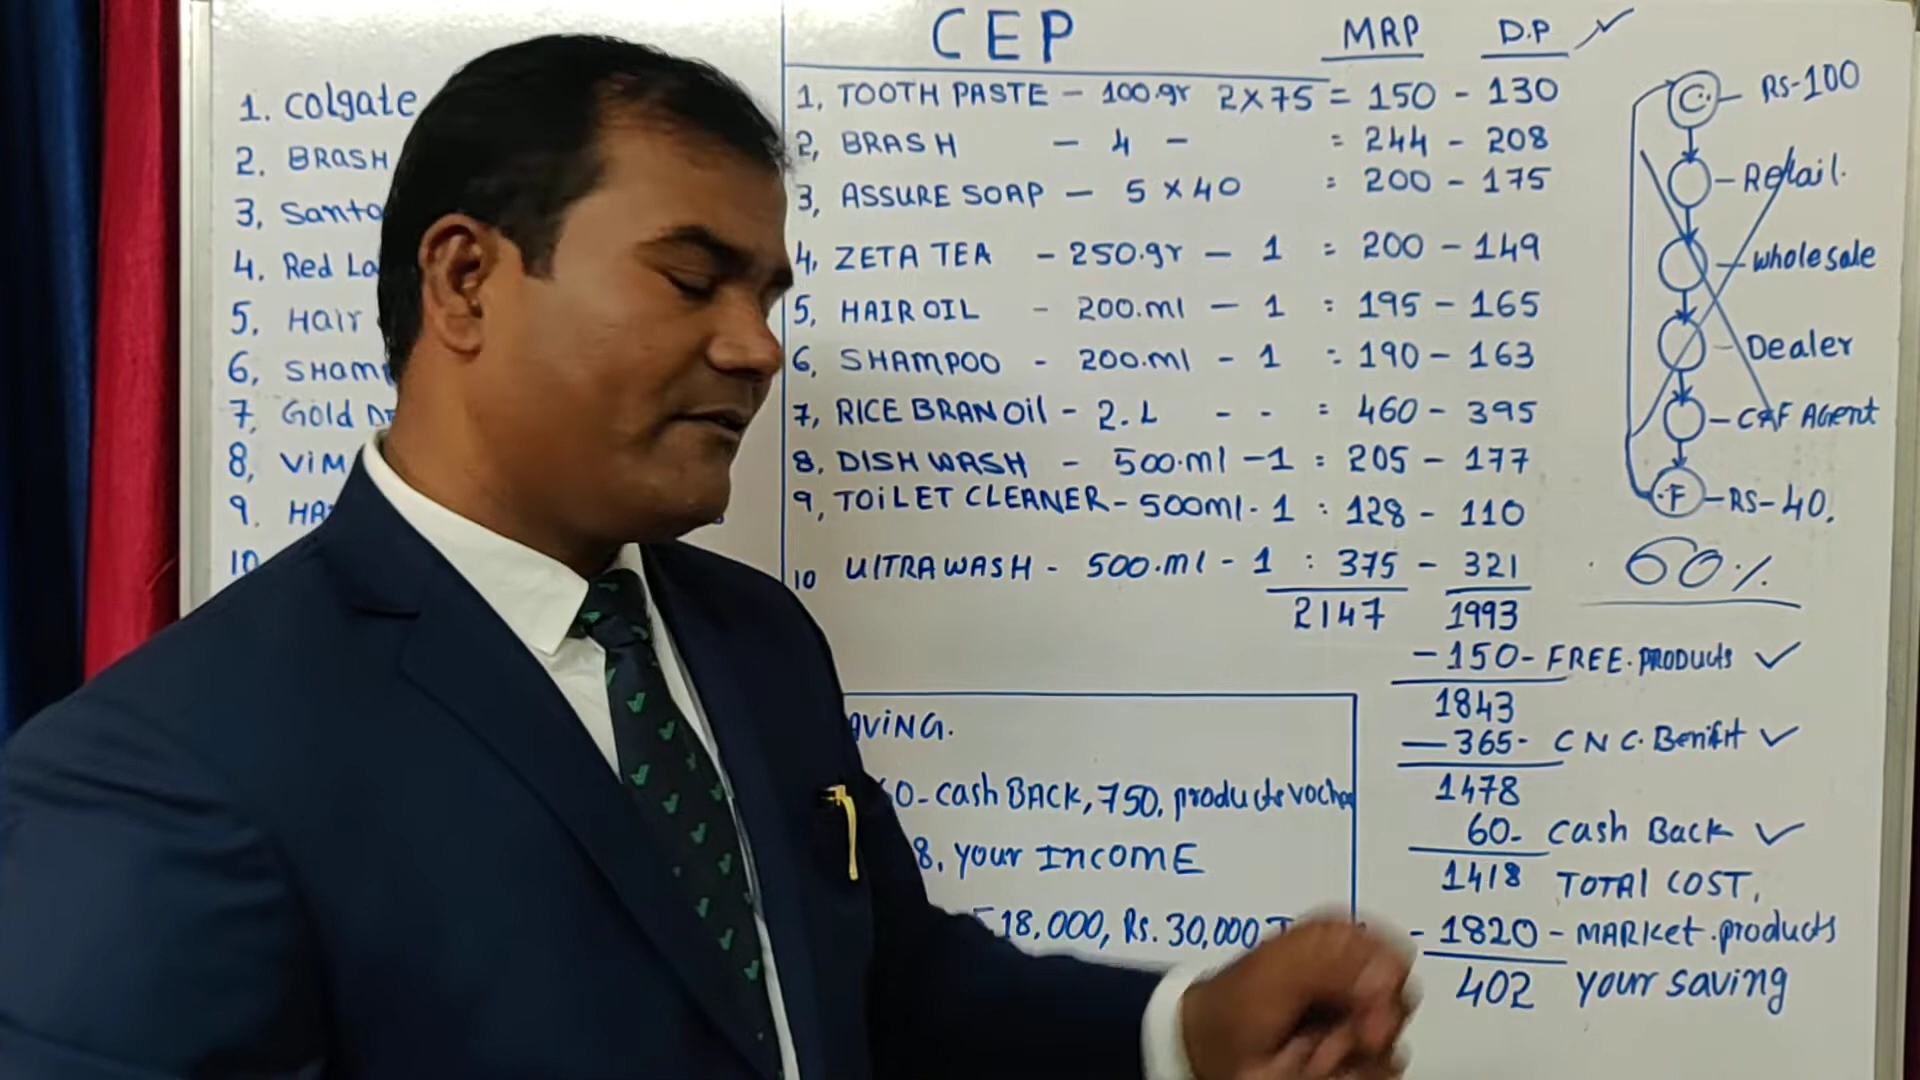 CEP
MRP D.P ✓
1. Colgate
2. BRASH
3, Santo
4. Red La
5. Hair
6, SHam
7, Gold
8, ViM
9. HA
10
1, TOOTH PASTE - 100.gr 2X75 = 150 - 130
2, BRASH - 4 - = 244 - 208
3, ASSURE SOAP - 5 X 40 = 200 - 175
4, ZETA TEA - 250.gr - 1 = 200 - 149
5, HAIR OIL - 200.ml - 1 : 195 - 165
6, SHAMPOO - 200.ml - 1 = 190 - 163
7, RICE BRAN Oil - 2.L - - = 460 - 395
8, DISH WASH - 500.ml - 1 = 205 - 177
9, TOiLET CLEANER - 500ml. 1 : 128 - 110
10 UlTRA WASH - 500.ml - 1 : 375 - 321
2147 1993
- 150 - FREE.PRODUcts ✓
1843
- 365 - CNC. Benifit ✓
1478
60 - cash Back ✓
1418 TOTAl COST,
- 1820 - MARKet.products
402 your saving
AViNG.
0 - cash BACK, 750, products
8, your INCOME
18,000, Rs. 30,000
C. - RS-100
Retail.
wholesale
Dealer
C&F AGent
.F - RS-40.
60%